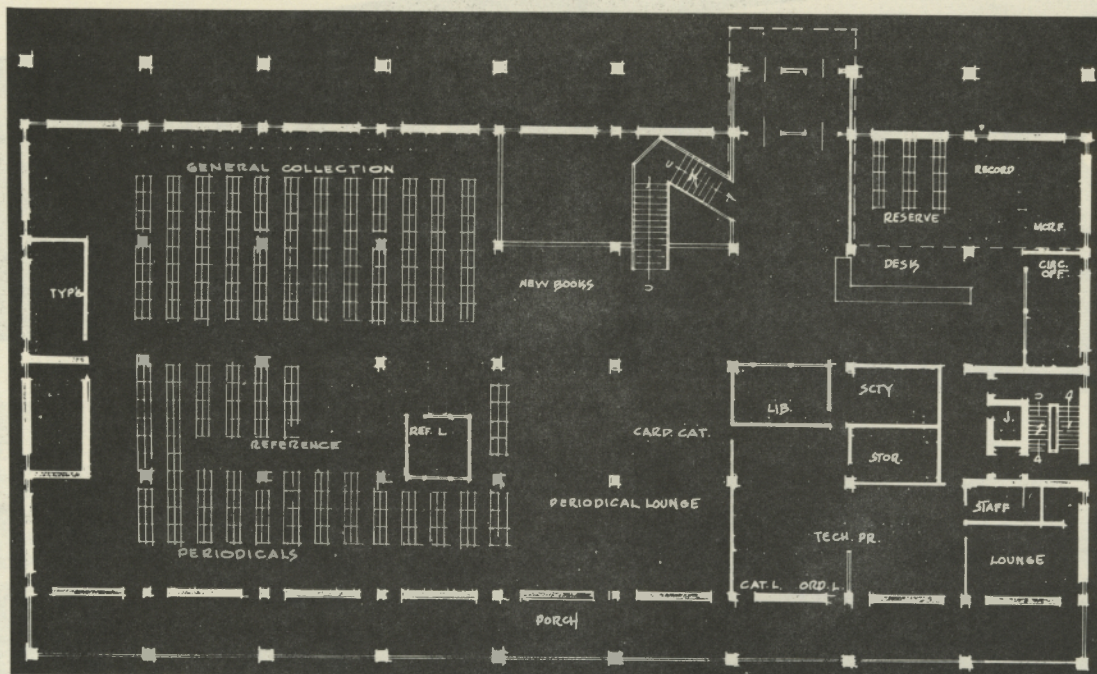 GENERAL COLLECTION
RECORD
RESERVE
MCRF.
DESK
CIRC.
OFF.
TYP'G
NEW BOOKS
U
D
LIB.
SCTY
REFERENCE
REF. L.
CARD. CAT.
STOR.
PERIODICAL LOUNGE
STAFF
PERIODICALS
TECH. PR.
LOUNGE
CAT. L. ORD. L.
PORCH